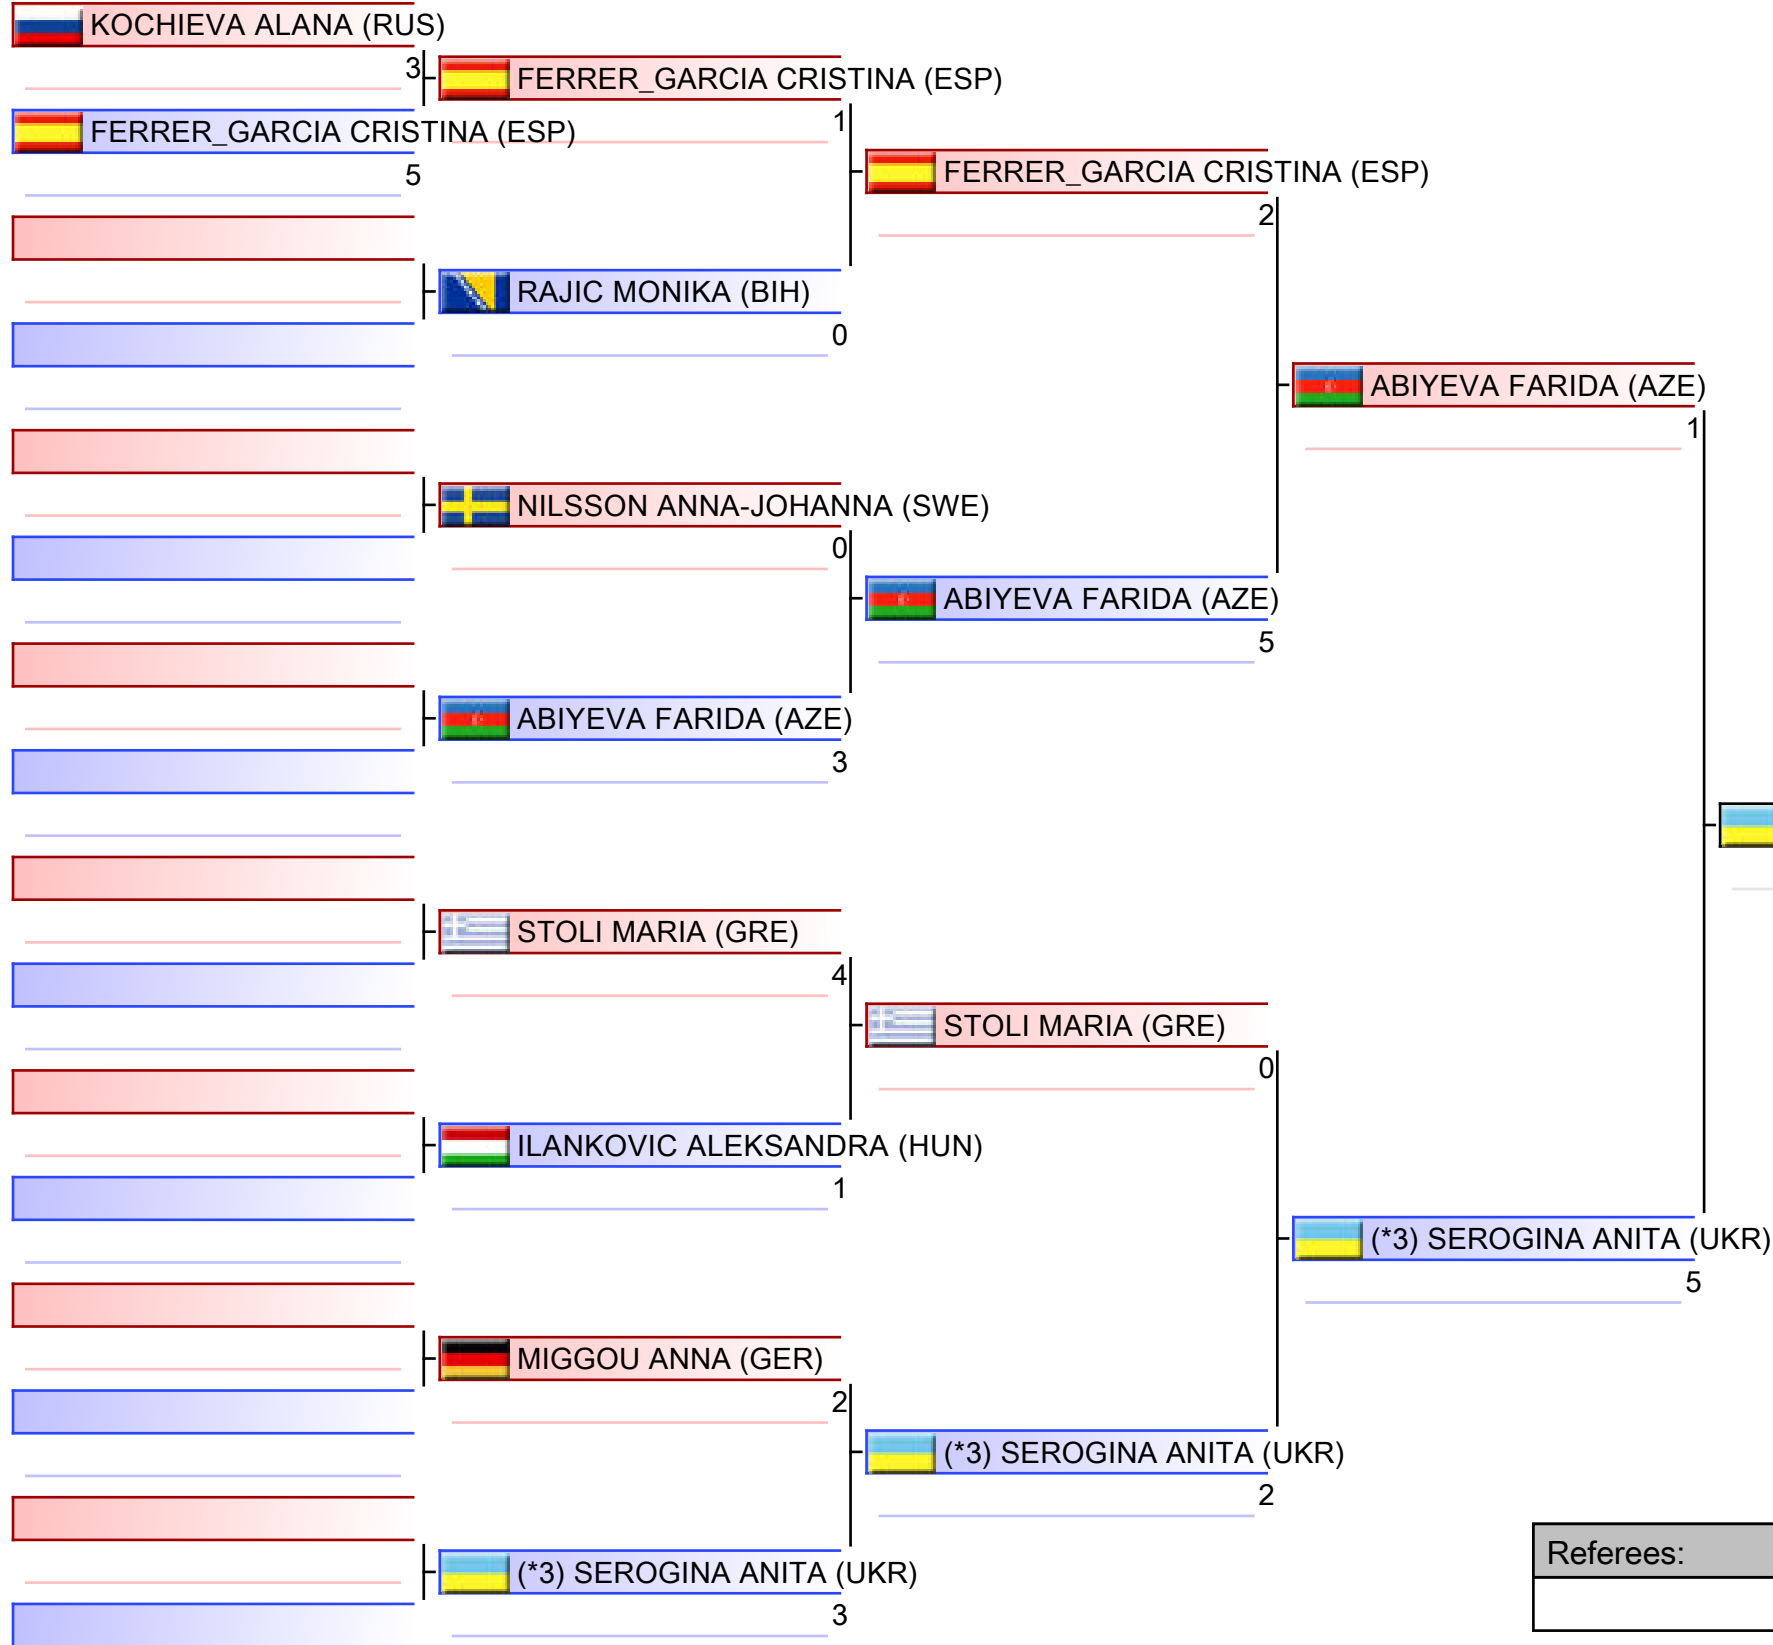 KOCHIEVA ALANA (RUS)
3
FERRER_GARCIA CRISTINA (ESP)
FERRER_GARCIA CRISTINA (ESP)
1
5
FERRER_GARCIA CRISTINA (ESP)
2
RAJIC MONIKA (BIH)
0
ABIYEVA FARIDA (AZE)
1
NILSSON ANNA-JOHANNA (SWE)
0
ABIYEVA FARIDA (AZE)
5
ABIYEVA FARIDA (AZE)
3
STOLI MARIA (GRE)
4
STOLI MARIA (GRE)
0
ILANKOVIC ALEKSANDRA (HUN)
1
(*3) SEROGINA ANITA (UKR)
5
MIGGOU ANNA (GER)
2
(*3) SEROGINA ANITA (UKR)
2
Referees:
(*3) SEROGINA ANITA (UKR)
3